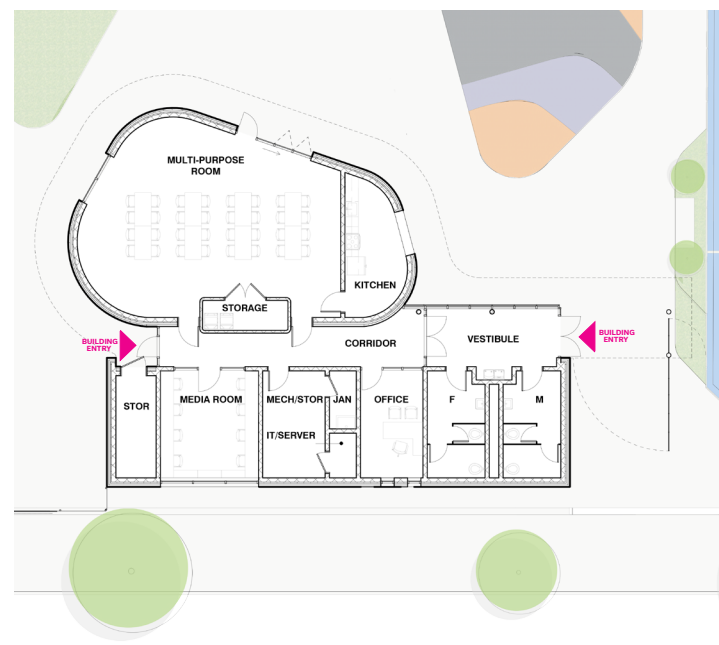 MULTI-PURPOSE
ROOM
KITCHEN
STORAGE
BUILDING
ENTRY
CORRIDOR
VESTIBULE
BUILDING
ENTRY
STOR
MEDIA ROOM
MECH/STOR
JAN
OFFICE
F
M
IT/SERVER